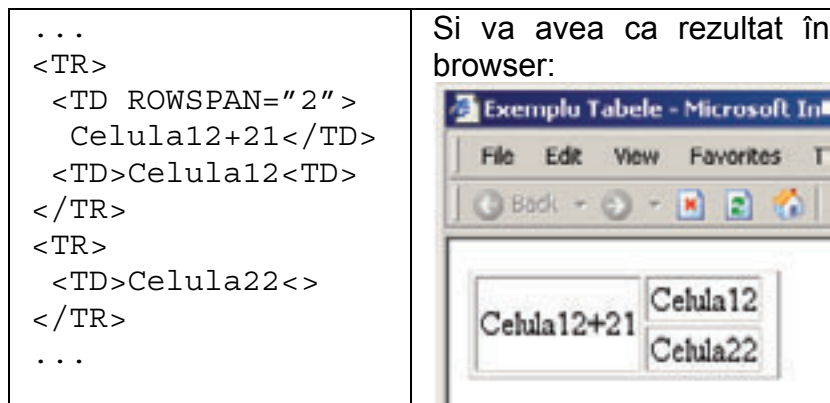 ...
<TR>
<TD ROWSPAN="2">
Celula12+21</TD>
<TD>Celula12<TD>
</TR>
<TR>
<TD>Celula22<>
</TR>
...
Si va avea ca rezultat în
browser:
Exemplu Tabele - Microsoft In
File Edit View Favorites T
Back
Celula12+21
Celula12
Celula22